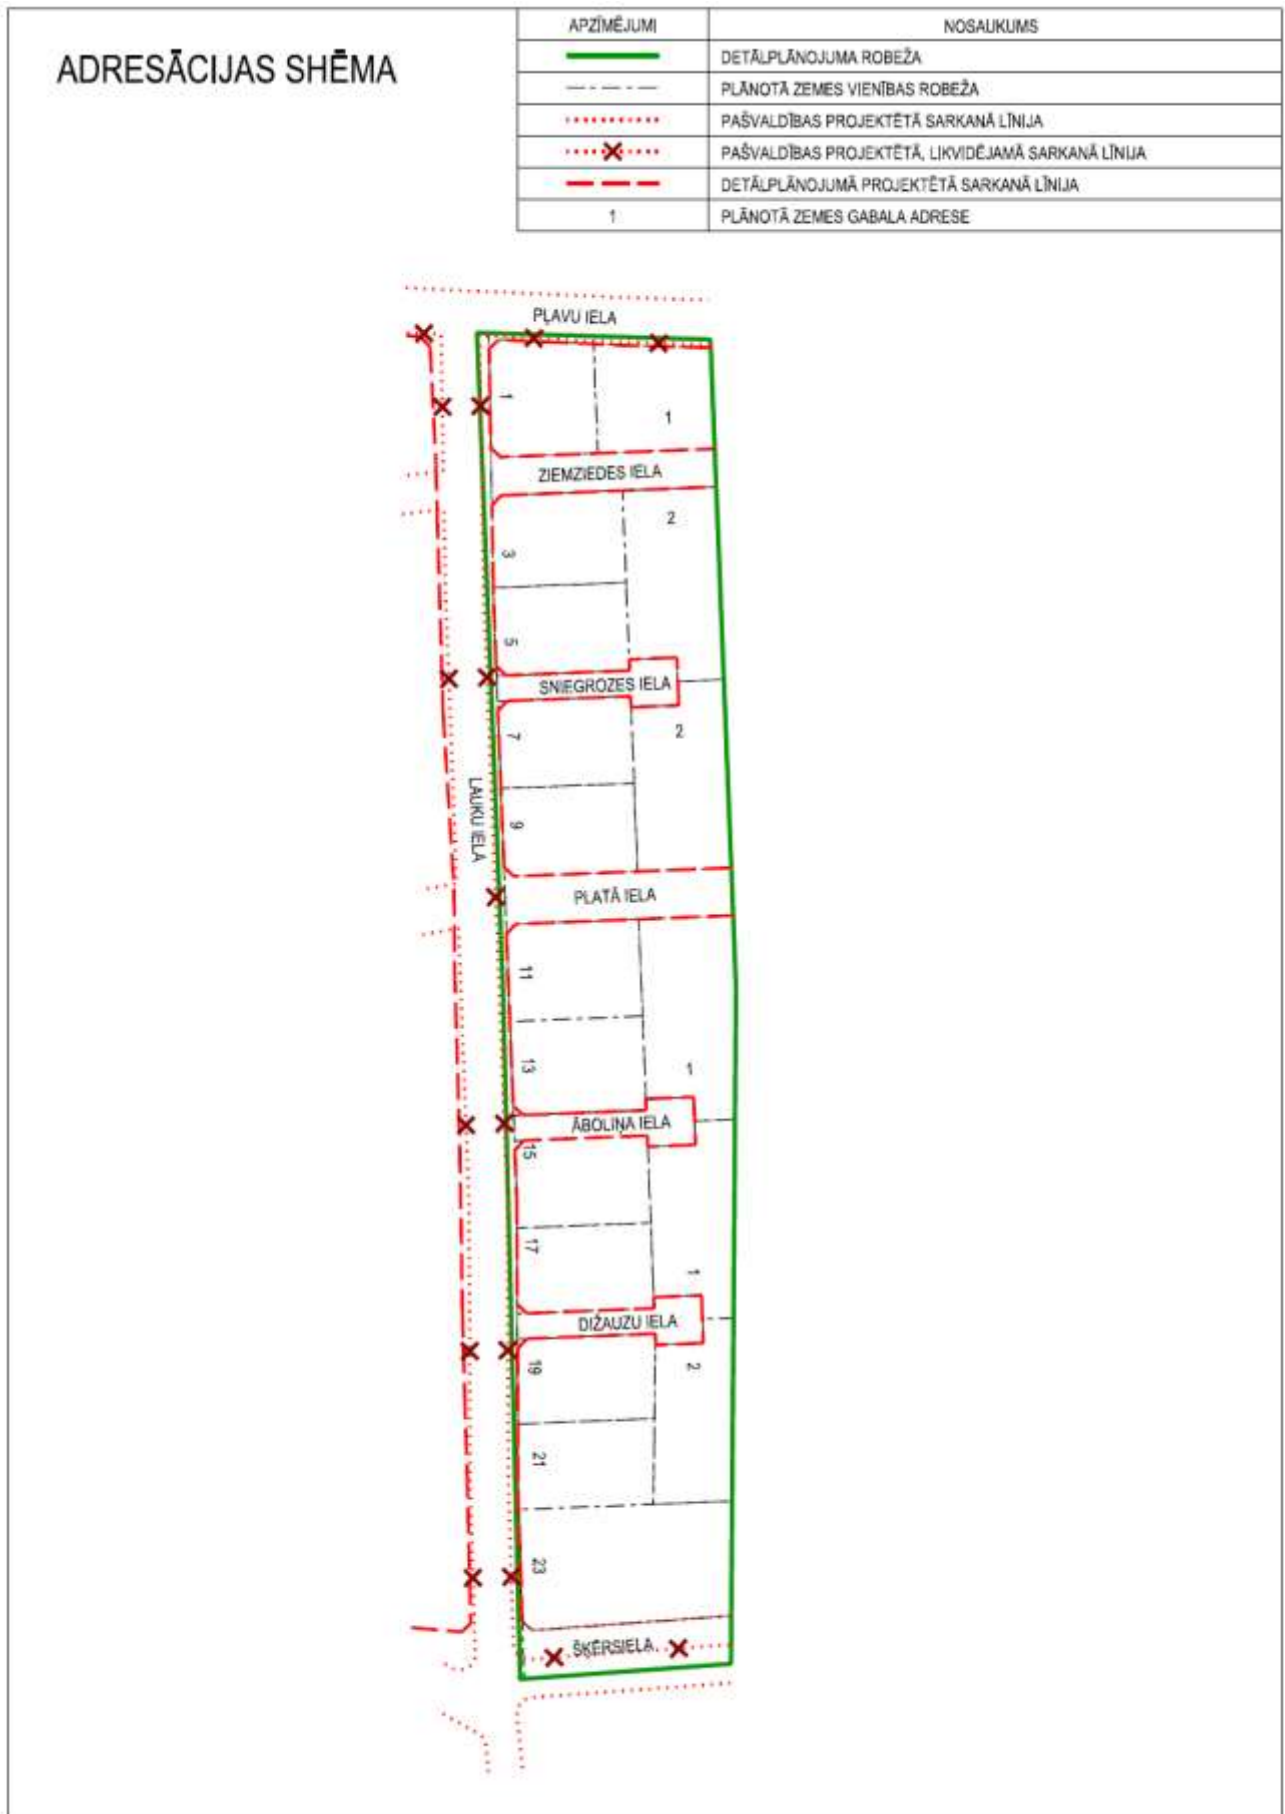 ADRESĀCIJAS SHĒMA
APZĪMĒJUMI NOSAUKUMS
DETĀLPLĀNOJUMA ROBEŽA
PLĀNOTĀ ZEMES VIENĪBAS ROBEŽA
PAŠVALDĪBAS PROJEKTĒTĀ SARKANĀ LĪNIJA
PAŠVALDĪBAS PROJEKTĒTĀ, LIKVIDĒJAMĀ SARKANĀ LĪNIJA
DETĀLPLĀNOJUMĀ PROJEKTĒTĀ SARKANĀ LĪNIJA
1 PLĀNOTĀ ZEMES GABALA ADRESE
PĻAVU IELA
1
1
ZIEMZIEDES IELA
2
3
5
SNIEGROZES IELA
7
2
LAUKU IELA
9
PLATĀ IELA
11
13
1
ĀBOLIŅA IELA
15
17
1
DIŽAUZU IELA
19
2
21
23
ŠĶĒRSIELA